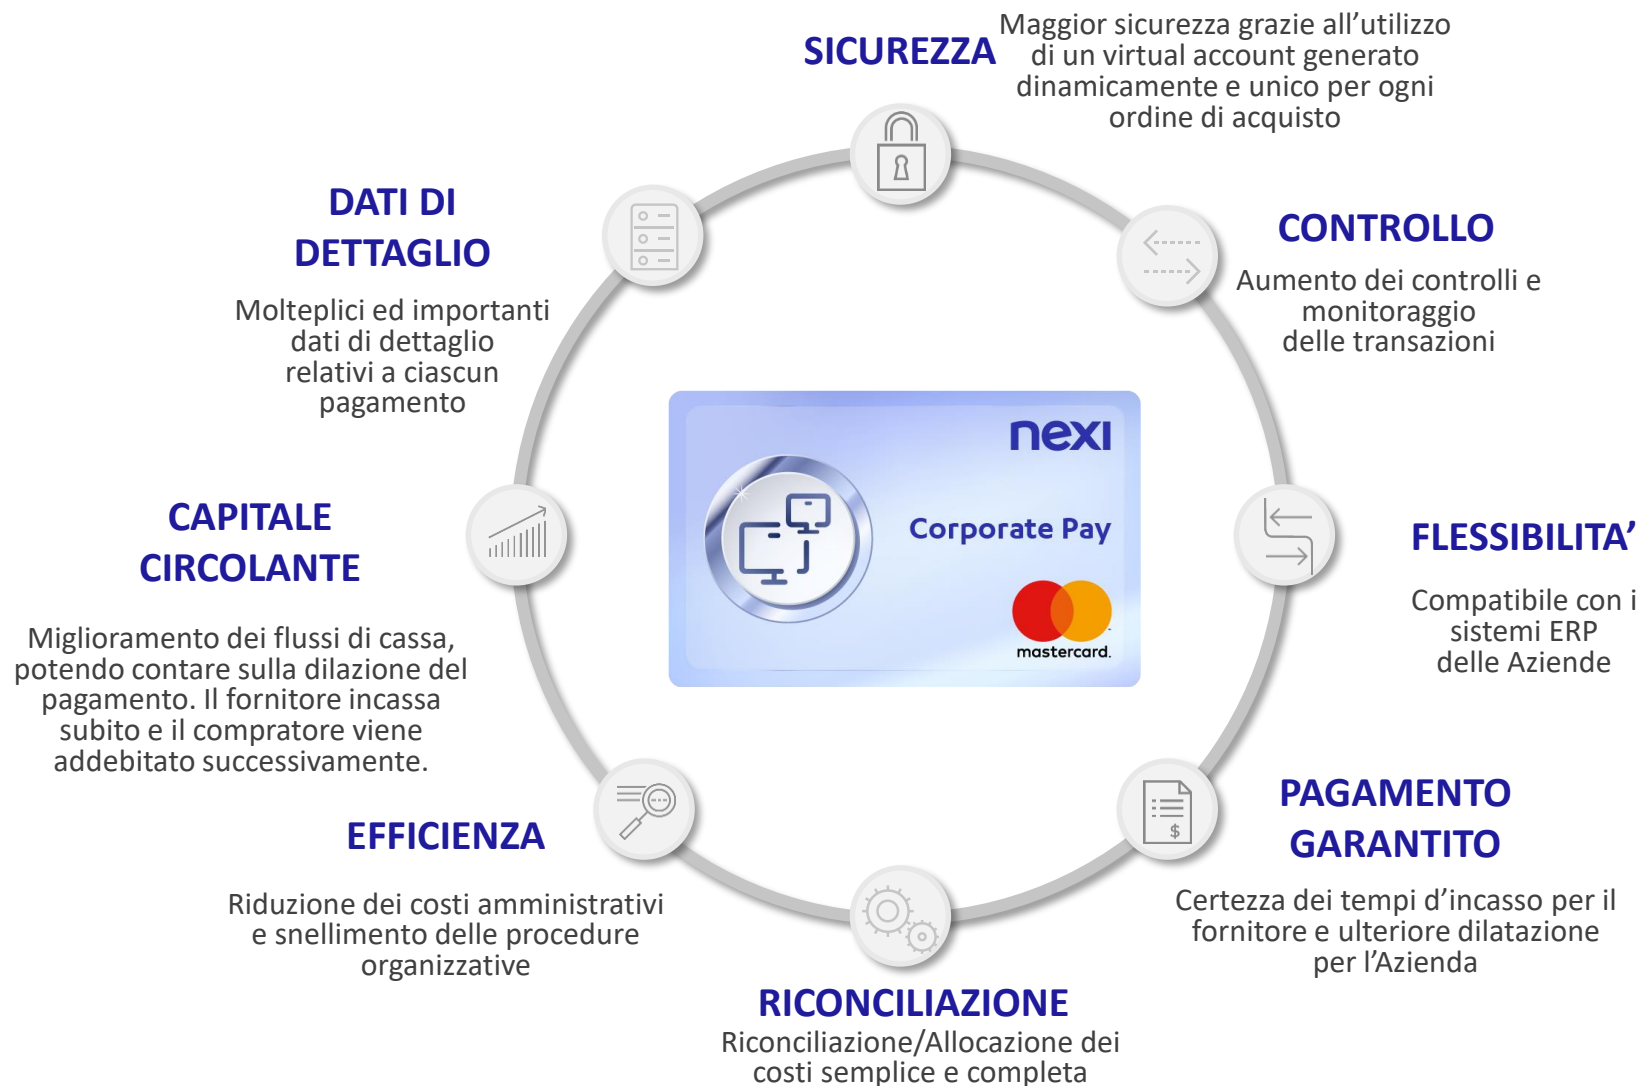 SICUREZZA
Maggior sicurezza grazie all’utilizzo
di un virtual account generato
dinamicamente e unico per ogni
ordine di acquisto
CONTROLLO
Aumento dei controlli e
monitoraggio
delle transazioni
FLESSIBILITA’
Compatibile con i
sistemi ERP
delle Aziende
PAGAMENTO
GARANTITO
Certezza dei tempi d’incasso per il
fornitore e ulteriore dilatazione
per l’Azienda
RICONCILIAZIONE
Riconciliazione/Allocazione dei
costi semplice e completa
EFFICIENZA
Riduzione dei costi amministrativi
e snellimento delle procedure
organizzative
CAPITALE
CIRCOLANTE
Miglioramento dei flussi di cassa,
potendo contare sulla dilazione del
pagamento. Il fornitore incassa
subito e il compratore viene
addebitato successivamente.
DATI DI
DETTAGLIO
Molteplici ed importanti
dati di dettaglio
relativi a ciascun
pagamento
nexi
Corporate Pay
mastercard.
$